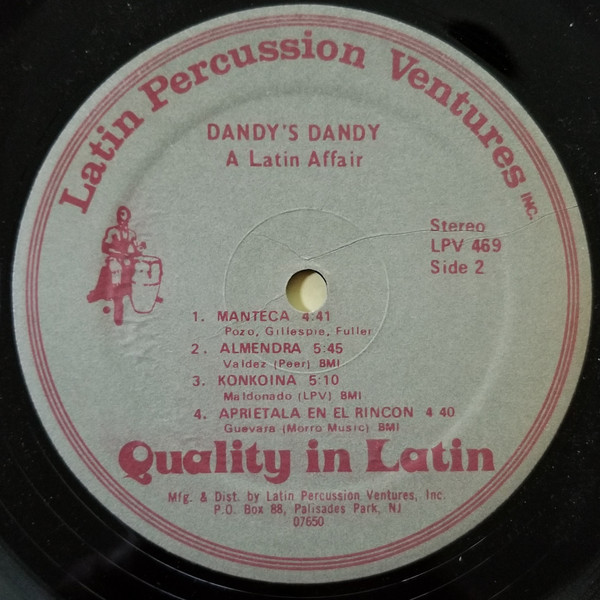 Latin Percussion Ventures INC.
DANDY'S DANDY
A Latin Affair
Stereo
LPV 469
Side 2
1. MANTECA 4:41
Pozo, Gillespie, Fuller
2. ALMENDRA 5:45
Valdez (Peer) BMI
3. KONKOINA 5:10
Maldonado (LPV) BMI
4. APRIETALA EN EL RINCON 4 40
Guevara (Morro Music) BMI
Quality in Latin
Mfg. & Dist. by Latin Percussion Ventures, Inc.
P.O. Box 88, Palisades Park, NJ
07650